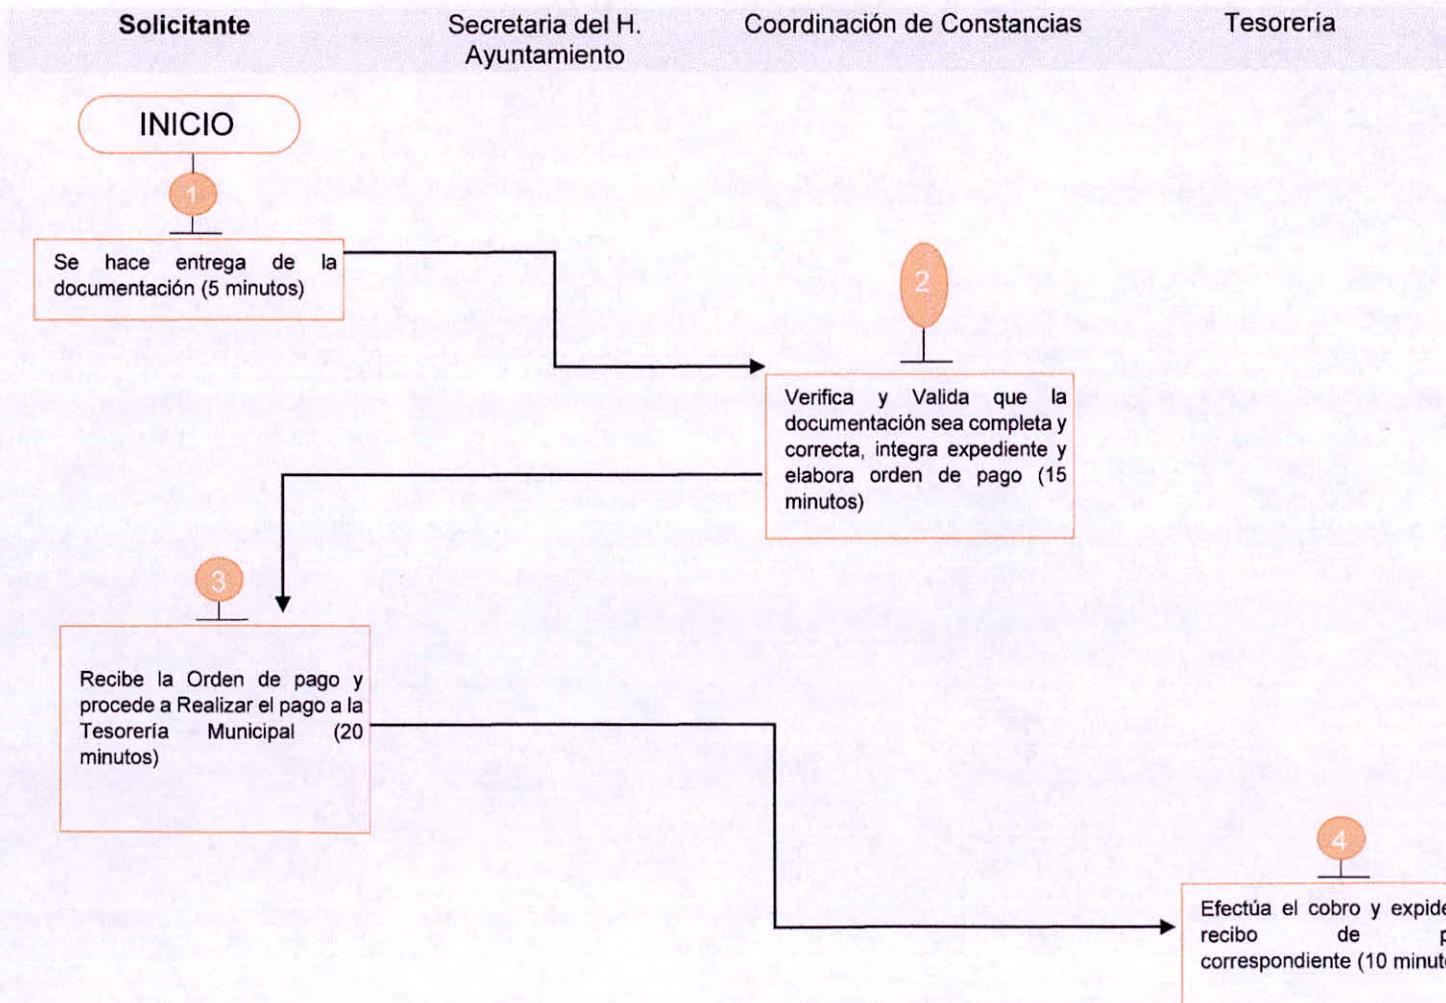 Solicitante
Secretaria del H.
Ayuntamiento
Coordinación de Constancias
Tesorería
INICIO
1
Se hace entrega de la
documentación (5 minutos)
2
Verifica y Valida que la
documentación sea completa y
correcta, integra expediente y
elabora orden de pago (15
minutos)
3
Recibe la Orden de pago y
procede a Realizar el pago a la
Tesorería Municipal (20
minutos)
4
Efectúa el cobro y expide
recibo de
correspondiente (10